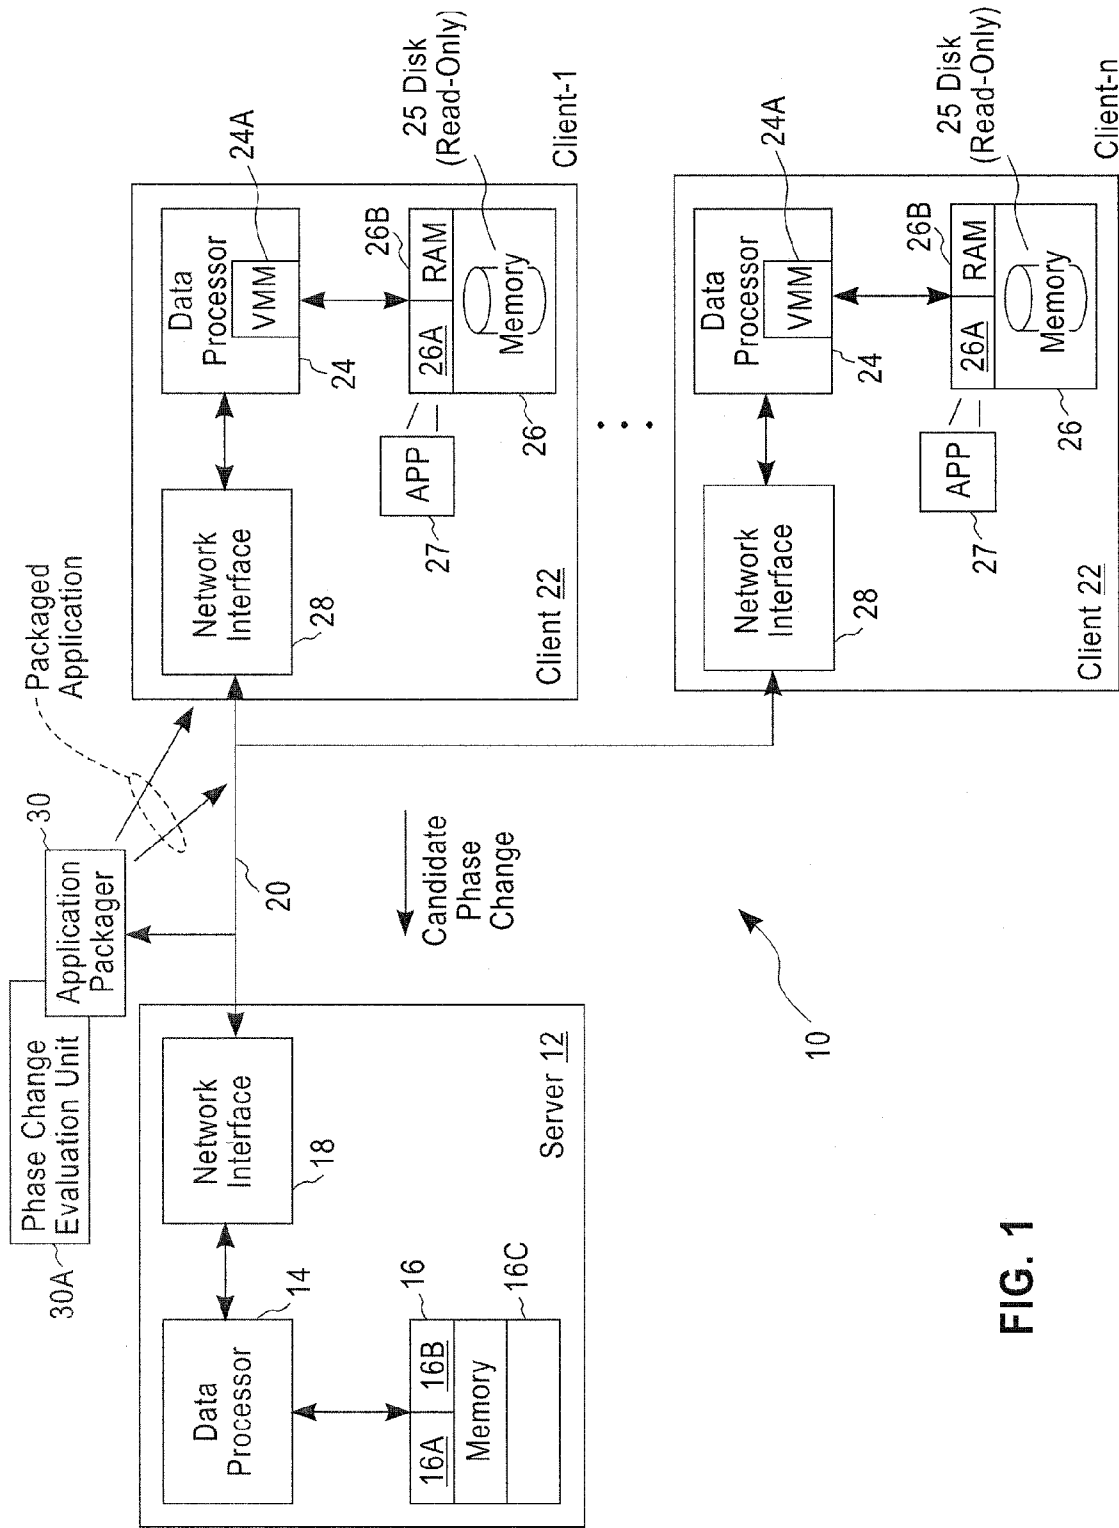 30A
Phase Change
Evaluation Unit
Application
Packager
30
Packaged
Application
20
Candidate
Phase
Change
Data
Processor
14
Network
Interface
18
16A
16B
16
Memory
16C
Server 12
Network
Interface
28
Data
Processor
VMM
24
24A
APP
27
26A
26B
RAM
Memory
26
25 Disk
(Read-Only)
Client 22
Client-1
Network
Interface
28
Data
Processor
VMM
24
24A
APP
27
26A
26B
RAM
Memory
26
25 Disk
(Read-Only)
Client 22
Client-n
10
FIG. 1